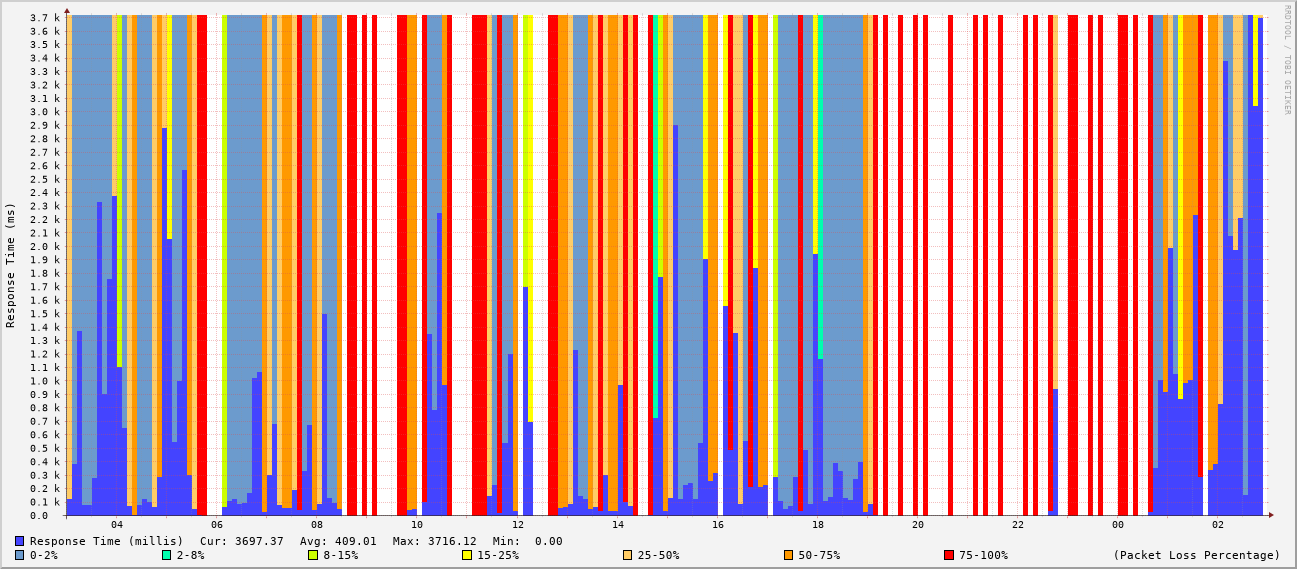 RRDTOOL / TOBI OETIKER
Response Time (ms)
3.7 k
3.6 k
3.5 k
3.4 k
3.3 k
3.2 k
3.1 k
3.0 k
2.9 k
2.8 k
2.7 k
2.6 k
2.5 k
2.4 k
2.3 k
2.2 k
2.1 k
2.0 k
1.9 k
1.8 k
1.7 k
1.6 k
1.5 k
1.4 k
1.3 k
1.2 k
1.1 k
1.0 k
0.9 k
0.8 k
0.7 k
0.6 k
0.5 k
0.4 k
0.3 k
0.2 k
0.1 k
0.0
04 06 08 10 12 14 16 18 20 22 00 02
Response Time (millis) Cur: 3697.37 Avg: 409.01 Max: 3716.12 Min: 0.00
0-2% 2-8% 8-15% 15-25% 25-50% 50-75% 75-100% (Packet Loss Percentage)